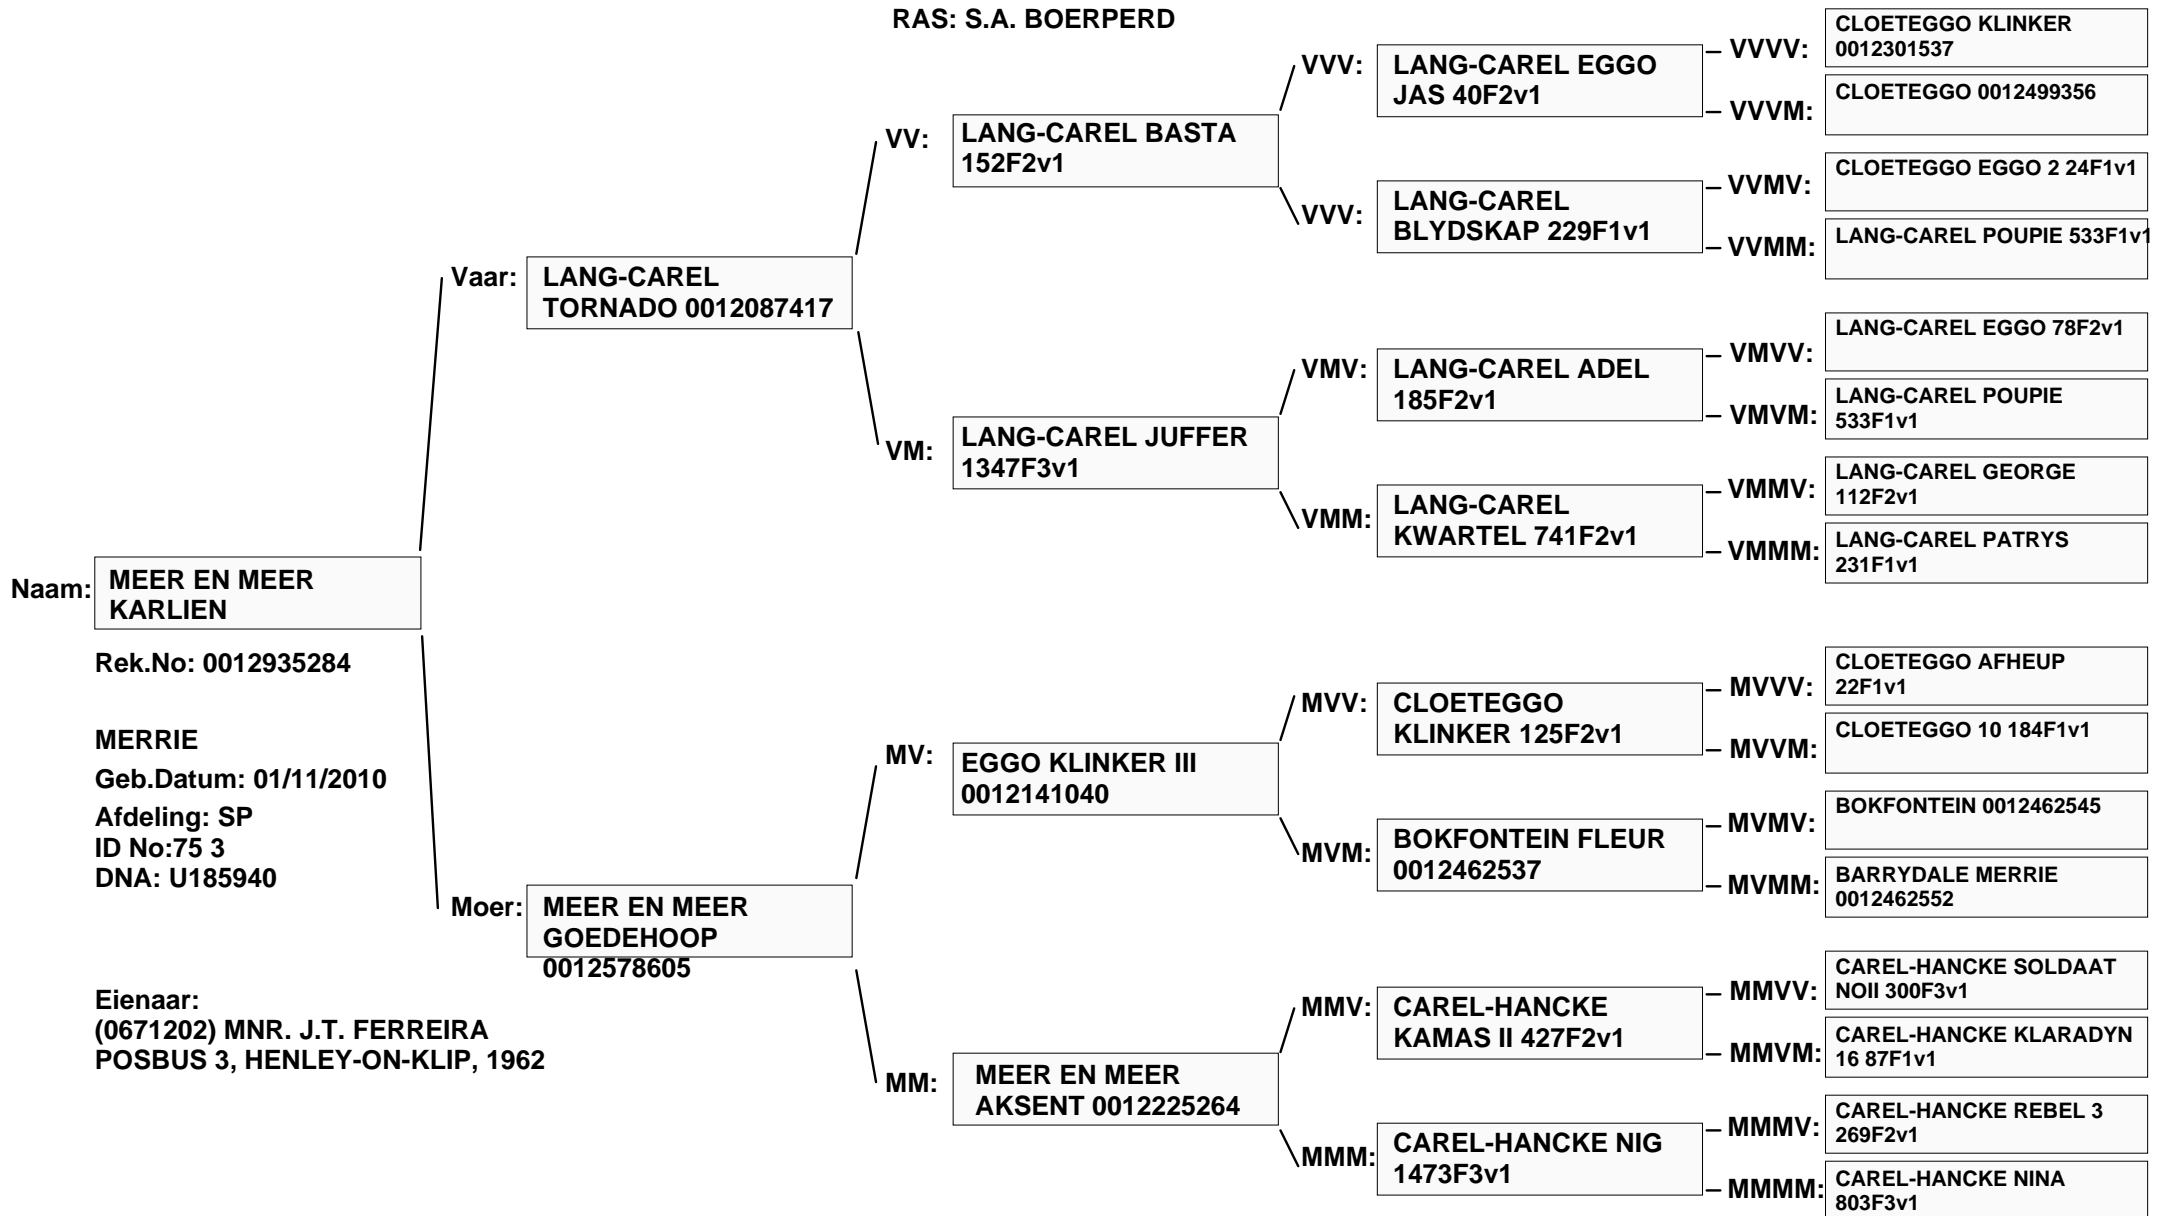 RAS: S.A. BOERPERD
Naam:
MEER EN MEER
KARLIEN
Rek.No: 0012935284
MERRIE
Geb.Datum: 01/11/2010
Afdeling: SP
ID No:75 3
DNA: U185940
Eienaar:
(0671202) MNR. J.T. FERREIRA
POSBUS 3, HENLEY-ON-KLIP, 1962
Vaar:
LANG-CAREL
TORNADO 0012087417
Moer:
MEER EN MEER
GOEDEHOOP
0012578605
VV:
LANG-CAREL BASTA
152F2v1
VM:
LANG-CAREL JUFFER
1347F3v1
MV:
EGGO KLINKER III
0012141040
MM:
MEER EN MEER
AKSENT 0012225264
VVV:
LANG-CAREL EGGO
JAS 40F2v1
VVV:
LANG-CAREL
BLYDSKAP 229F1v1
VMV:
LANG-CAREL ADEL
185F2v1
VMM:
LANG-CAREL
KWARTEL 741F2v1
MVV:
CLOETEGGO
KLINKER 125F2v1
MVM:
BOKFONTEIN FLEUR
0012462537
MMV:
CAREL-HANCKE
KAMAS II 427F2v1
MMM:
CAREL-HANCKE NIG
1473F3v1
VVVV:
CLOETEGGO KLINKER
0012301537
VVVM:
CLOETEGGO 0012499356
VVMV:
CLOETEGGO EGGO 2 24F1v1
VVMM:
LANG-CAREL POUPIE 533F1v1
VMVV:
LANG-CAREL EGGO 78F2v1
VMVM:
LANG-CAREL POUPIE
533F1v1
VMMV:
LANG-CAREL GEORGE
112F2v1
VMMM:
LANG-CAREL PATRYS
231F1v1
MVVV:
CLOETEGGO AFHEUP
22F1v1
MVVM:
CLOETEGGO 10 184F1v1
MVMV:
BOKFONTEIN 0012462545
MVMM:
BARRYDALE MERRIE
0012462552
MMVV:
CAREL-HANCKE SOLDAAT
NOII 300F3v1
MMVM:
CAREL-HANCKE KLARADYN
16 87F1v1
MMMV:
CAREL-HANCKE REBEL 3
269F2v1
MMMM:
CAREL-HANCKE NINA
803F3v1